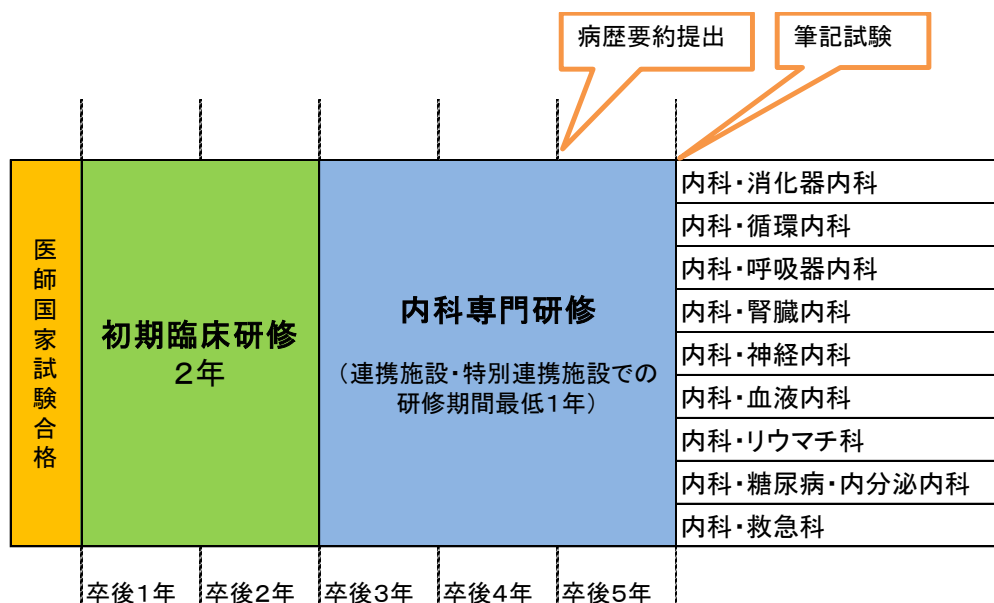 病歴要約提出
筆記試験
医師国家試験合格
初期臨床研修
2年
内科専門研修
（連携施設・特別連携施設での
研修期間最低1年）
内科・消化器内科
内科・循環内科
内科・呼吸器内科
内科・腎臓内科
内科・神経内科
内科・血液内科
内科・リウマチ科
内科・糖尿病・内分泌内科
内科・救急科
卒後1年
卒後2年
卒後3年
卒後4年
卒後5年